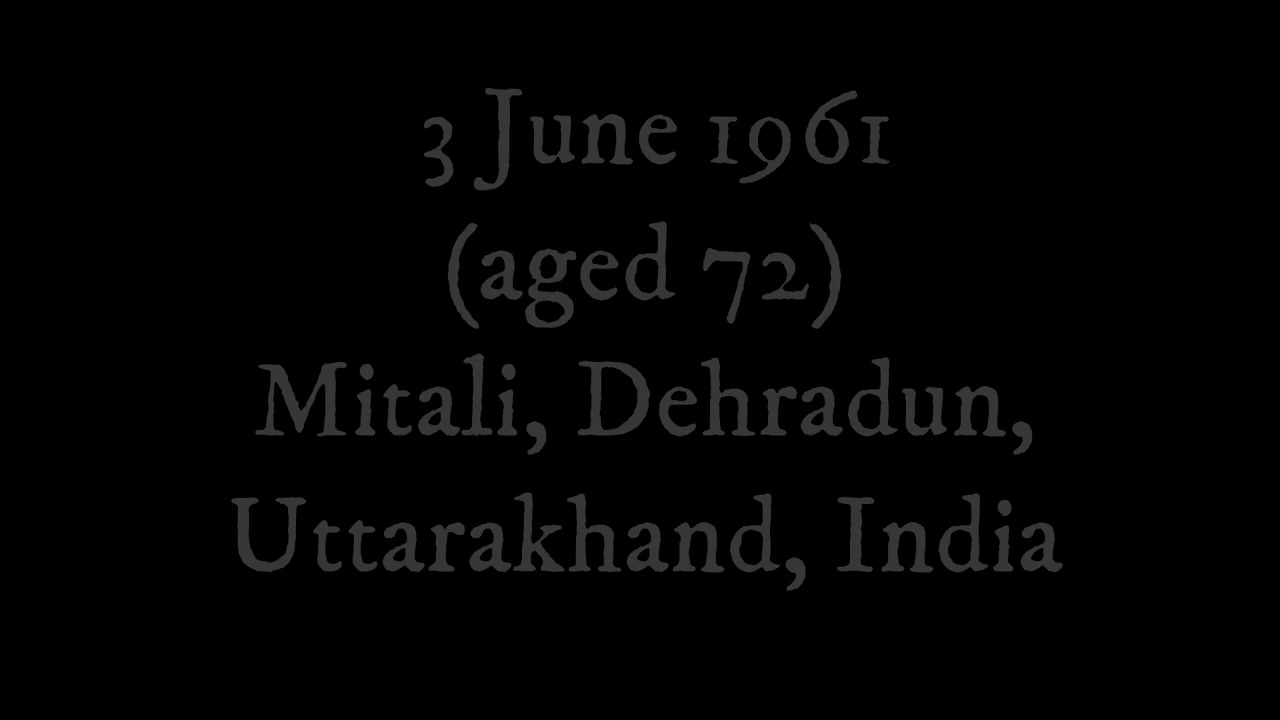 3 June 1961
(aged 72)
Mitali, Dehradun,
Uttarakhand, India